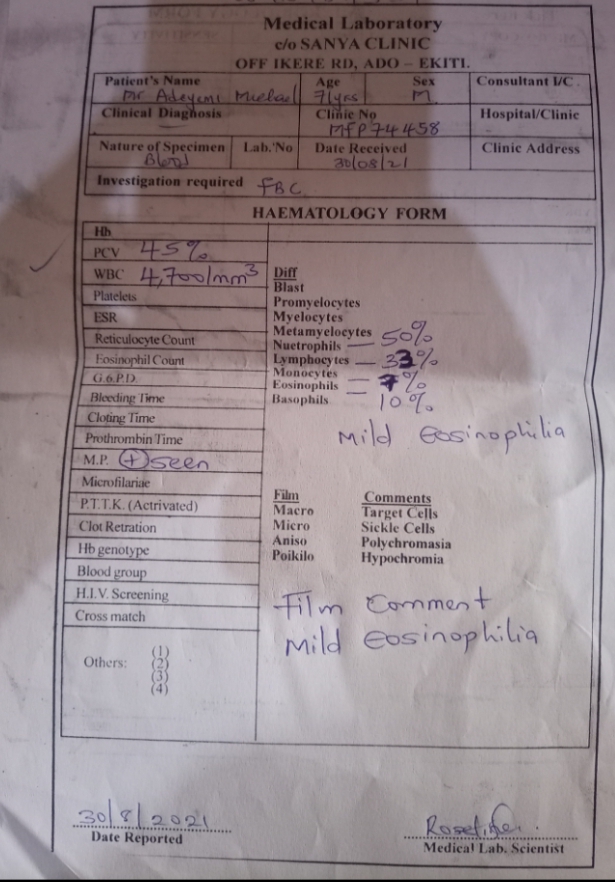 Medical Laboratory
c/o SANYA CLINIC
OFF IKERE RD, ADO – EKITI.
Patient's Name Age Sex Consultant I/C
Mr Adeyemi Micheal 71yrs M
Clinical Diagnosis Clinic No Hospital/Clinic
MFP74458
Nature of Specimen Lab.'No Date Received Clinic Address
Blood 30/08/21
Investigation required FBC
HAEMATOLOGY FORM
Hb
PCV 45%
WBC 4,700/mm3
Platelets
ESR
Reticulocyte Count
Eosinophil Count
G.6.P.D.
Bleeding Time
Cloting Time
Prothrombin Time
M.P. + seen
Microfilariae
P.T.T.K. (Actrivated)
Clot Retration
Hb genotype
Blood group
H.I.V. Screening
Cross match
Others: (1)
(2)
(3)
(4)
Diff
Blast
Promyelocytes
Myelocytes
Metamyelocytes
Nuetrophils — 50%
Lymphocytes — 33%
Monocytes — 7%
Eosinophils — 10%
Basophils
Mild Eosinophilia
Film Comments
Macro Target Cells
Micro Sickle Cells
Aniso Polychromasia
Poikilo Hypochromia
Film Comment
Mild Eosinophilia
30/8/2021
Date Reported
Medical Lab. Scientist